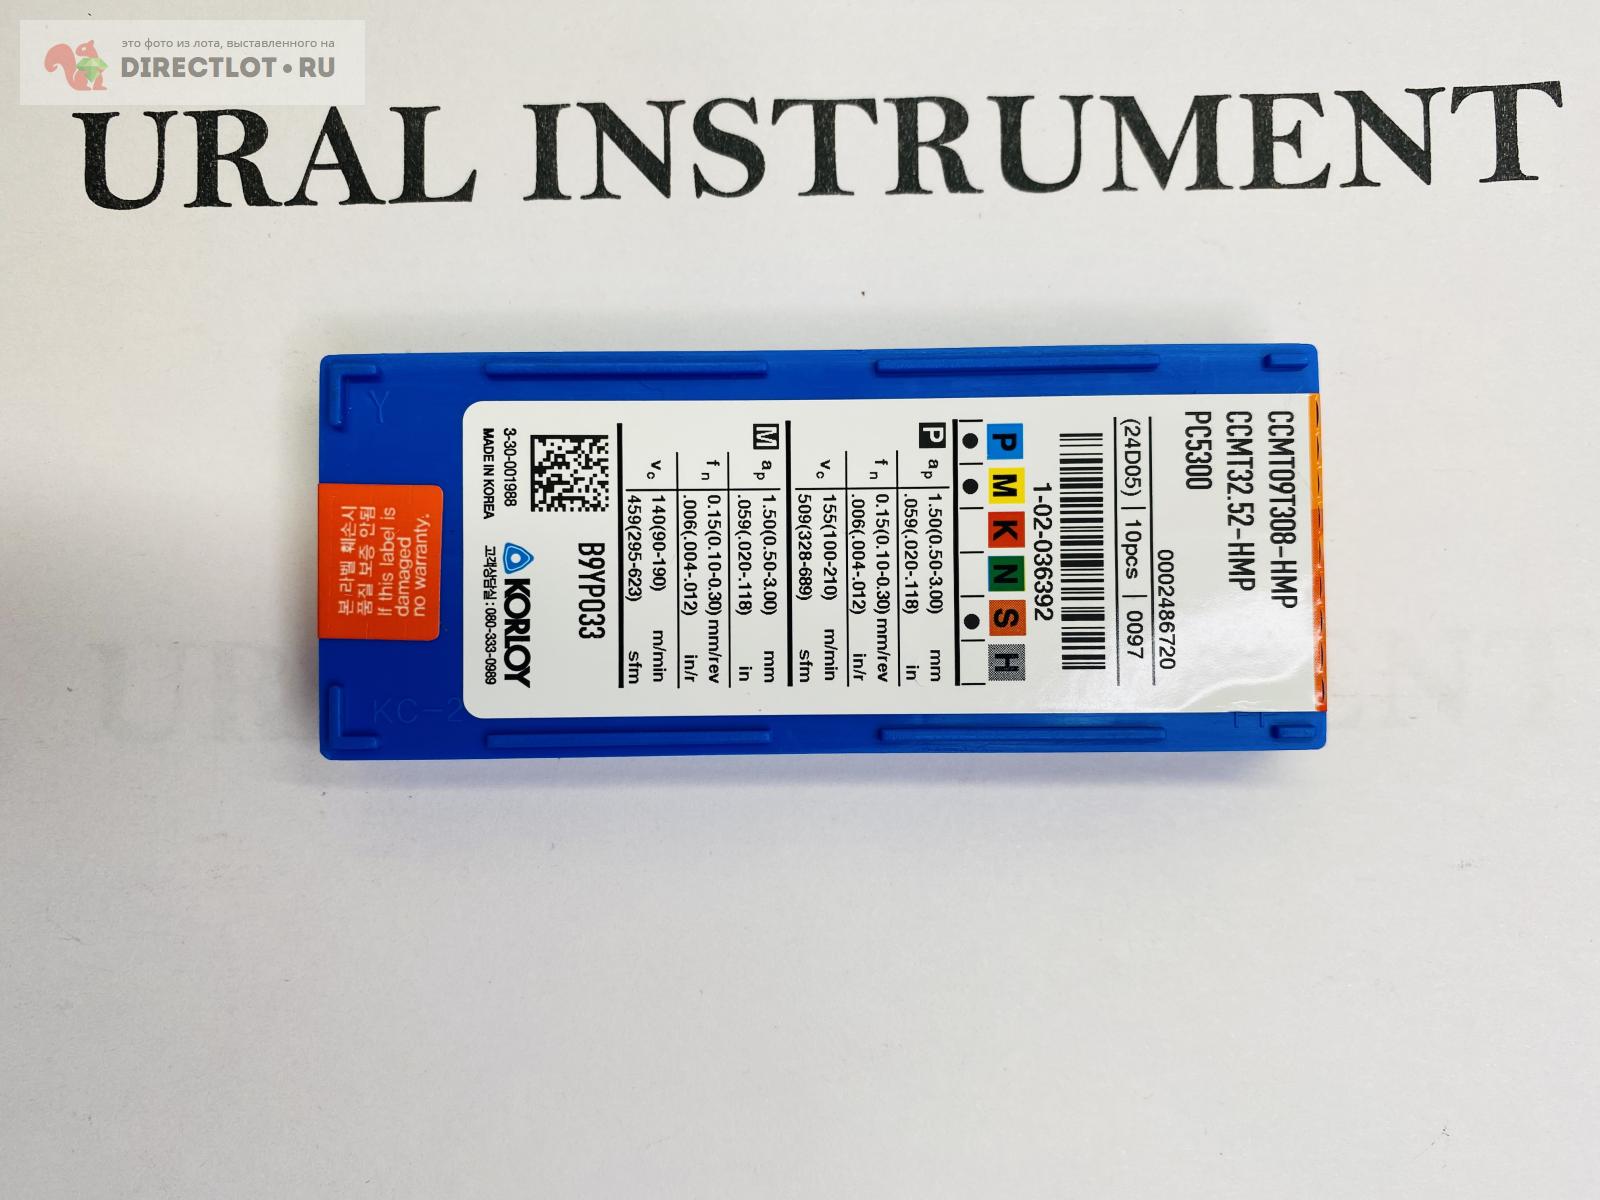 это фото из лота, выставленного на
DIRECTLOT•RU
URAL INSTRUMENT
CCMT09T308-HMP
CCMT32.52-HMP
PC5300
0002486720
(24D05) | 10pcs | 0097
1-02-036392
P M K N S H
P
ap 1.50(0.50-3.00) mm
.059(.020-.118) in
fn 0.15(0.10-0.30) mm/rev
.006(.004-.012) in/r
vc 155(100-210) m/min
509(328-689) sfm
M
ap 1.50(0.50-3.00) mm
.059(.020-.118) in
fn 0.15(0.10-0.30) mm/rev
.006(.004-.012) in/r
vc 140(90-190) m/min
459(295-623) sfm
B9YP033
KORLOY
3-30-001988
MADE IN KOREA
고객상담실 : 080-333-0989
본 라벨 훼손시
품질 보증 안됨
If this label is
damaged
no warranty.
Y
KC-2